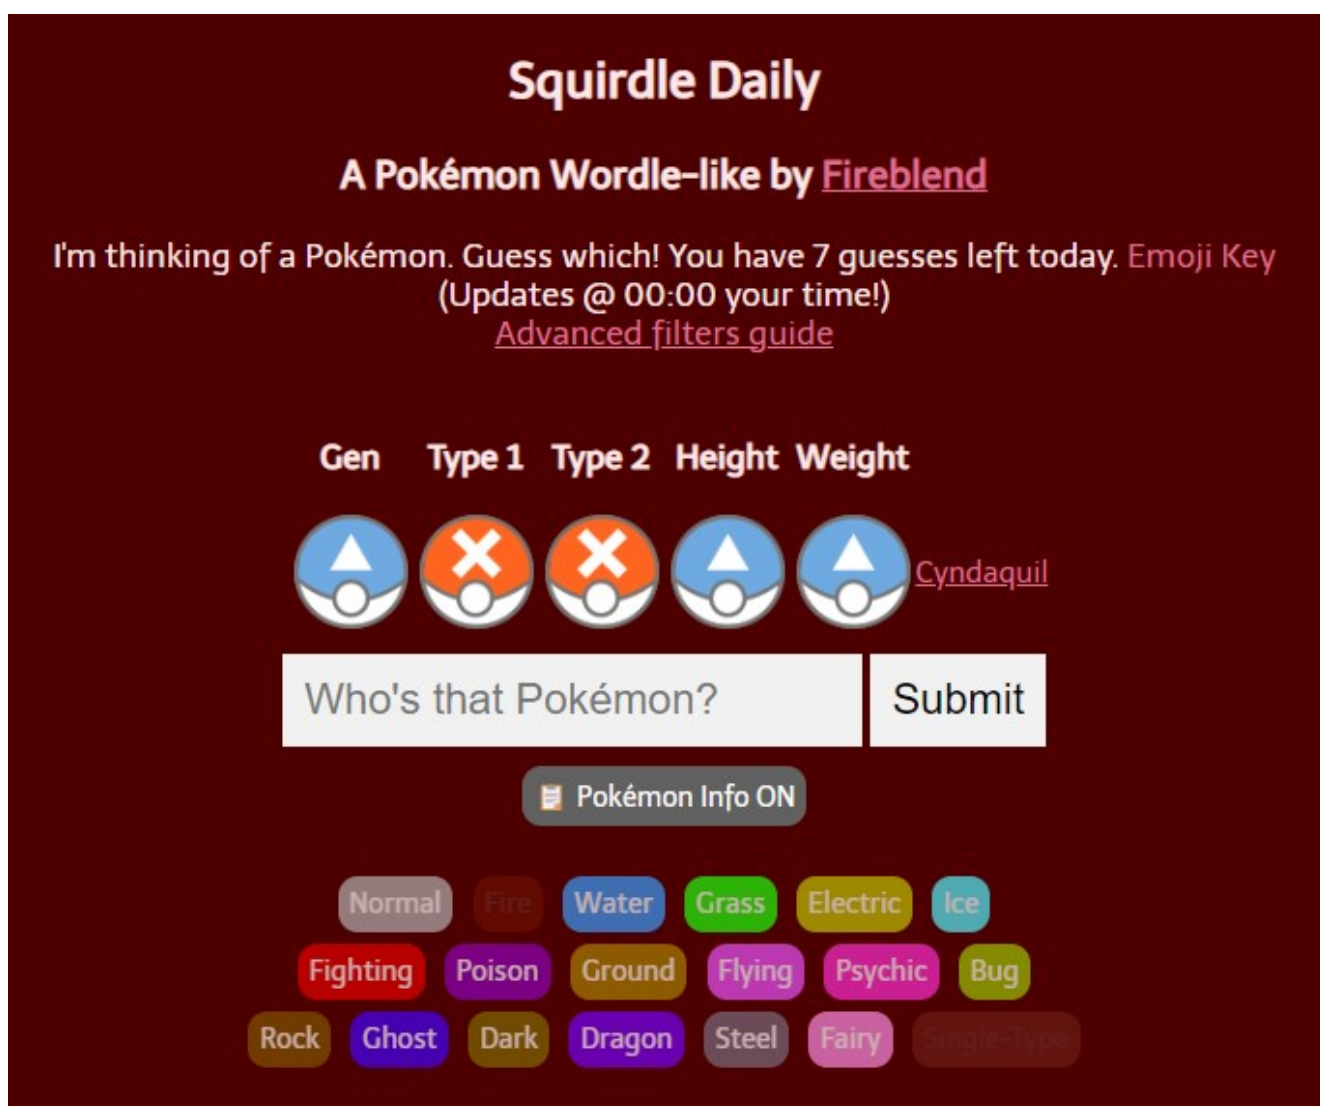 Squirdle Daily
A Pokémon Wordle-like by Fireblend
I'm thinking of a Pokémon. Guess which! You have 7 guesses left today. Emoji Key
(Updates @ 00:00 your time!)
Advanced filters guide
Gen Type 1 Type 2 Height Weight
Cyndaquil
Who's that Pokémon? Submit
Pokémon Info ON
Normal Fire Water Grass Electric Ice
Fighting Poison Ground Flying Psychic Bug
Rock Ghost Dark Dragon Steel Fairy Single-Type